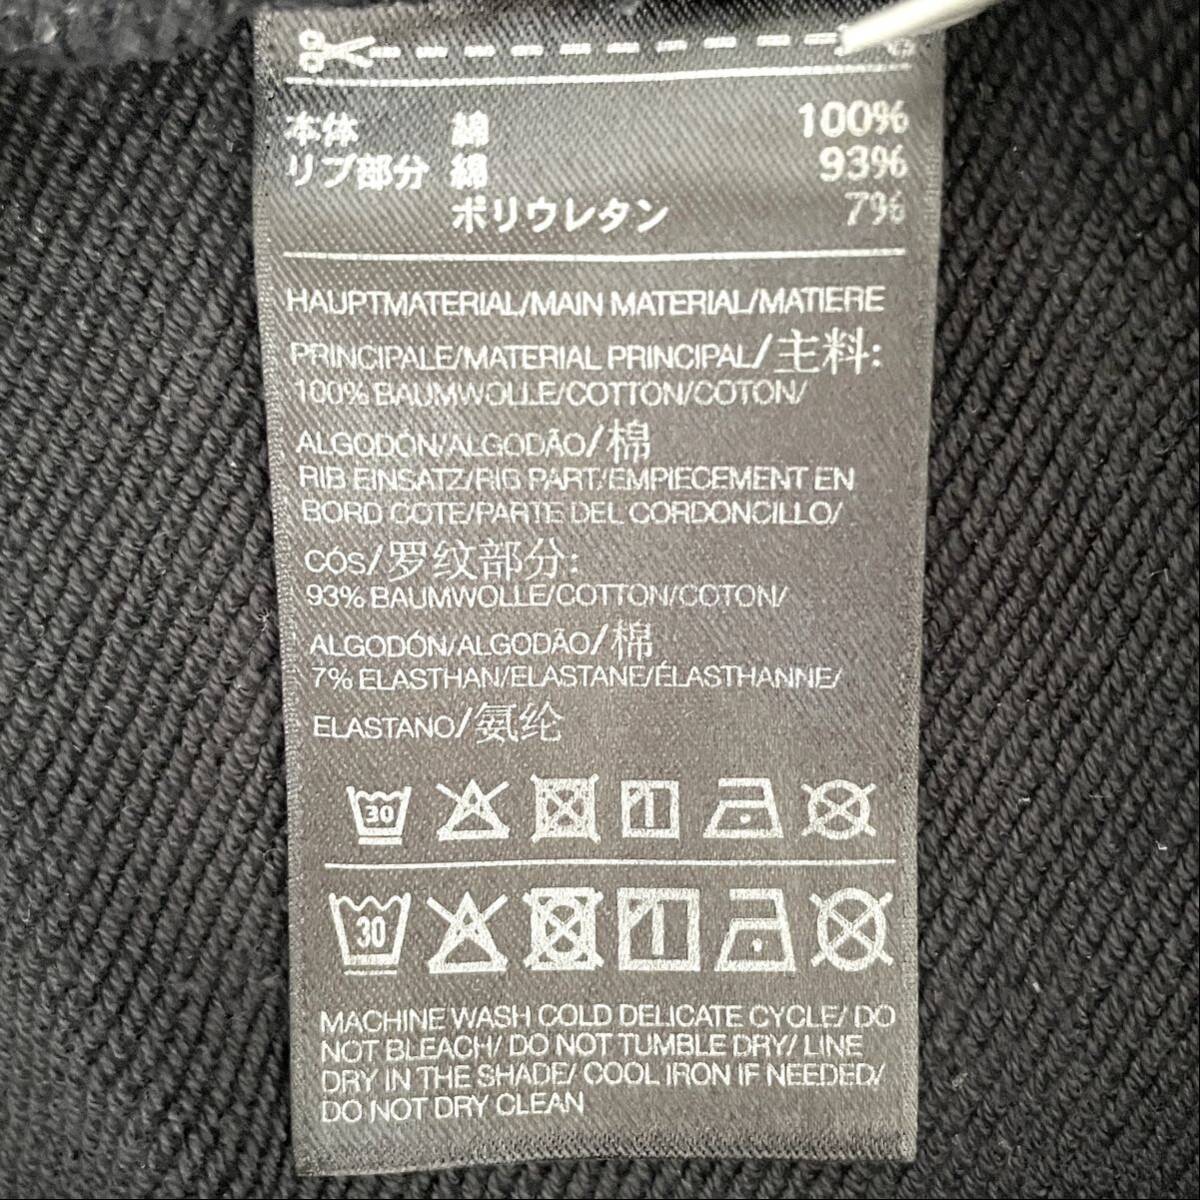 本体 綿 100%
リブ部分 綿 93%
ポリウレタン 7%
HAUPTMATERIAL/MAIN MATERIAL/MATIERE
PRINCIPALE/MATERIAL PRINCIPAL/主料:
100% BAUMWOLLE/COTTON/COTON/
ALGODÓN/ALGODÃO/棉
RIB EINSATZ/RIB PART/EMPIECEMENT EN
BORD COTE/PARTE DEL CORDONCILLO/
CÓS/罗纹部分:
93% BAUMWOLLE/COTTON/COTON/
ALGODÓN/ALGODÃO/棉
7% ELASTHAN/ELASTANE/ÉLASTHANNE/
ELASTANO/氨纶
30
30
MACHINE WASH COLD DELICATE CYCLE/ DO
NOT BLEACH/ DO NOT TUMBLE DRY/ LINE
DRY IN THE SHADE/ COOL IRON IF NEEDED/
DO NOT DRY CLEAN